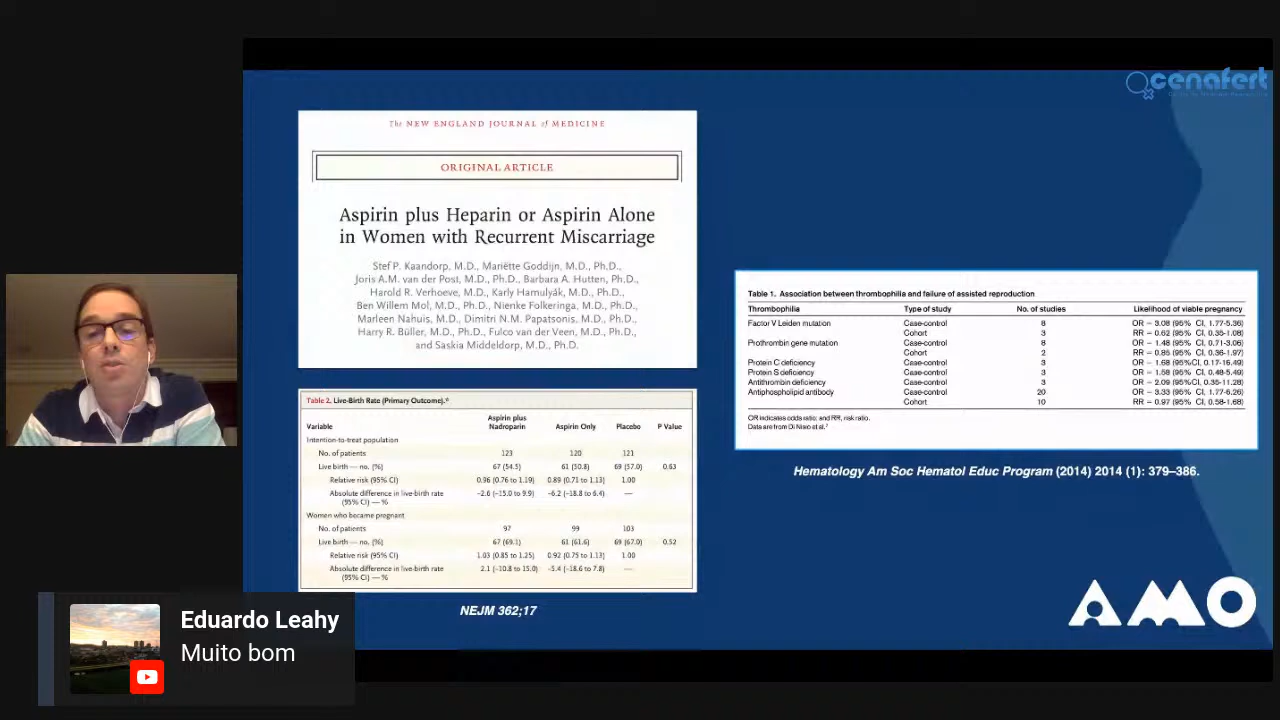 cenafert
The NEW ENGLAND JOURNAL of MEDICINE
ORIGINAL ARTICLE
Aspirin plus Heparin or Aspirin Alone
in Women with Recurrent Miscarriage
Stef P. Kaandorp, M.D., Mariëtte Goddijn, M.D., Ph.D.,
Joris A.M. van der Post, M.D., Ph.D., Barbara A. Hutten, Ph.D.,
Harold R. Verhoeve, M.D., Karly Hamulyák, M.D., Ph.D.,
Ben Willem Mol, M.D., Ph.D., Nienke Folkeringa, M.D., Ph.D.,
Marleen Nahuis, M.D., Dimitri N.M. Papatsonis, M.D., Ph.D.,
Harry R. Büller, M.D., Ph.D., Fulco van der Veen, M.D., Ph.D.,
and Saskia Middeldorp, M.D., Ph.D.
Table 2. Live-Birth Rate (Primary Outcome).*
Variable Aspirin plus Nadroparin Aspirin Only Placebo P Value
Intention-to-treat population
No. of patients 123 120 121
Live birth — no. (%) 67 (54.5) 61 (50.8) 69 (57.0) 0.63
Relative risk (95% CI) 0.96 (0.76 to 1.19) 0.89 (0.71 to 1.13) 1.00
Absolute difference in live-birth rate −2.6 (−15.0 to 9.9) −6.2 (−18.8 to 6.4) —
(95% CI) — %
Women who became pregnant
No. of patients 97 99 103
Live birth — no. (%) 67 (69.1) 61 (61.6) 69 (67.0) 0.52
Relative risk (95% CI) 1.03 (0.85 to 1.25) 0.92 (0.75 to 1.13) 1.00
Absolute difference in live-birth rate 2.1 (−10.8 to 15.0) −5.4 (−18.6 to 7.8) —
(95% CI) — %
NEJM 362;17
Table 1. Association between thrombophilia and failure of assisted reproduction
Thrombophilia Type of study No. of studies Likelihood of viable pregnancy
Factor V Leiden mutation Case-control 8 OR = 3.08 (95% CI, 1.77-5.36)
Cohort 3 RR = 0.62 (95% CI, 0.35-1.08)
Prothrombin gene mutation Case-control 8 OR = 1.48 (95% CI, 0.71-3.06)
Cohort 2 RR = 0.85 (95% CI, 0.36-1.97)
Protein C deficiency Case-control 3 OR = 1.68 (95%CI, 0.17-16.49)
Protein S deficiency Case-control 3 OR = 1.58 (95% CI, 0.48-5.49)
Antithrombin deficiency Case-control 3 OR = 2.09 (95%CI, 0.35-11.28)
Antiphospholipid antibody Case-control 20 OR = 3.33 (95% CI, 1.77-6.26)
Cohort 10 RR = 0.97 (95% CI, 0.58-1.68)
OR indicates odds ratio; and RR, risk ratio.
Data are from Di Nisio et al.⁷
Hematology Am Soc Hematol Educ Program (2014) 2014 (1): 379–386.
AMO
Eduardo Leahy
Muito bom